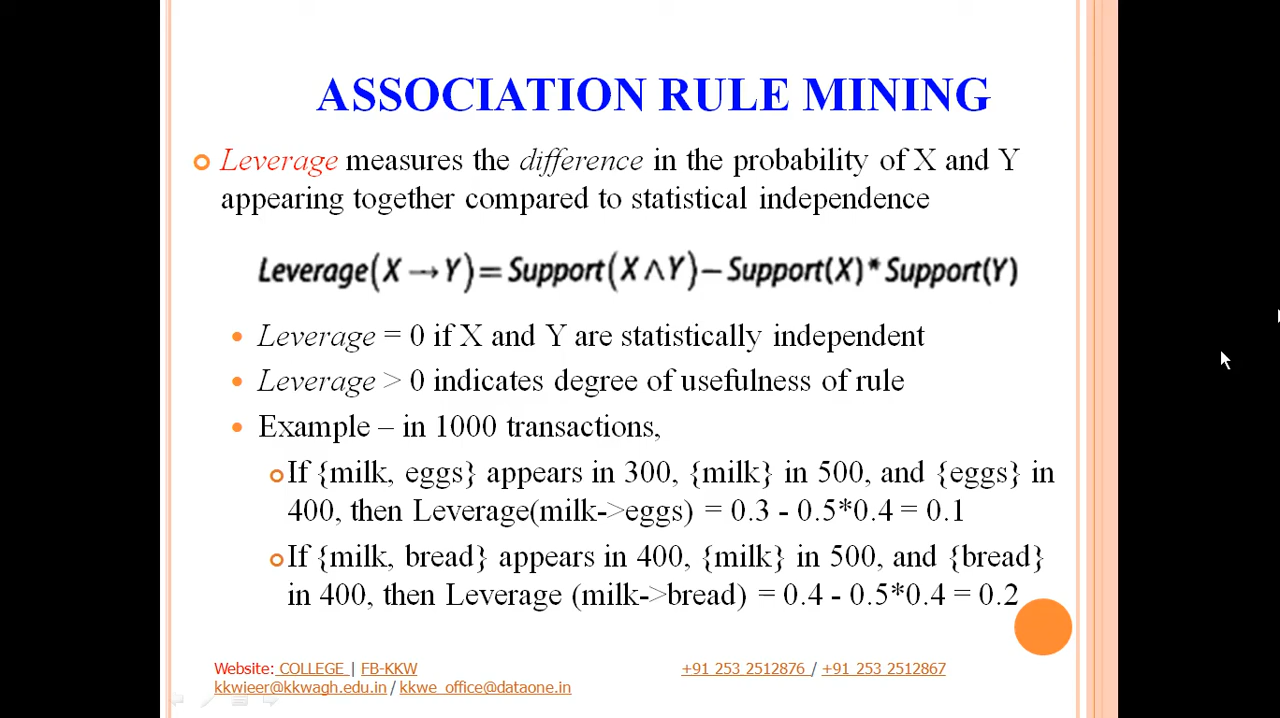 ASSOCIATION RULE MINING
Leverage measures the difference in the probability of X and Y
appearing together compared to statistical independence
Leverage(X → Y) = Support(X ∧ Y) − Support(X) * Support(Y)
Leverage = 0 if X and Y are statistically independent
Leverage > 0 indicates degree of usefulness of rule
Example – in 1000 transactions,
If {milk, eggs} appears in 300, {milk} in 500, and {eggs} in
400, then Leverage(milk->eggs) = 0.3 - 0.5*0.4 = 0.1
If {milk, bread} appears in 400, {milk} in 500, and {bread}
in 400, then Leverage (milk->bread) = 0.4 - 0.5*0.4 = 0.2
Website: COLLEGE | FB-KKW +91 253 2512876 / +91 253 2512867
kkwieer@kkwagh.edu.in / kkwe_office@dataone.in